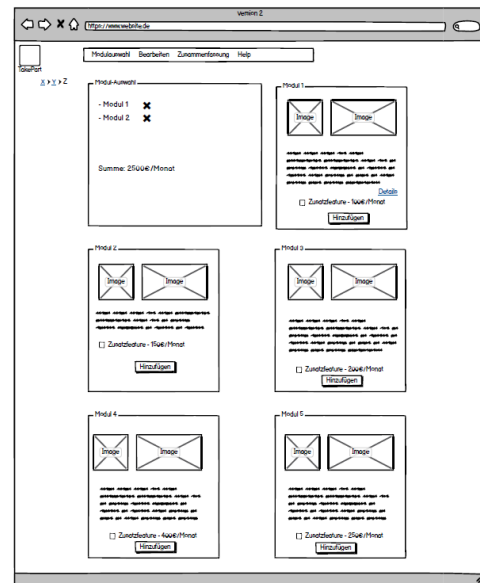 Version 2
https://www.website.de
TakePart
Modulauswahl Bearbeiten Zusammenfassung Help
X > Y > Z
Modul-Auswahl
- Modul 1
- Modul 2
Summe: 2500€/Monat
Modul 1
Image Image
Details
Zusatzfeature - 100€/Monat
Hinzufügen
Modul 2
Image Image
Zusatzfeature - 150€/Monat
Hinzufügen
Modul 3
Image Image
Zusatzfeature - 200€/Monat
Hinzufügen
Modul 4
Image Image
Zusatzfeature - 400€/Monat
Hinzufügen
Modul 5
Image Image
Zusatzfeature - 250€/Monat
Hinzufügen